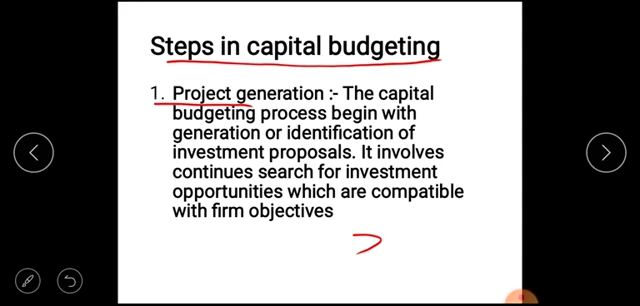 Steps in capital budgeting
1. Project generation :- The capital
budgeting process begin with
generation or identification of
investment proposals. It involves
continues search for investment
opportunities which are compatible
with firm objectives